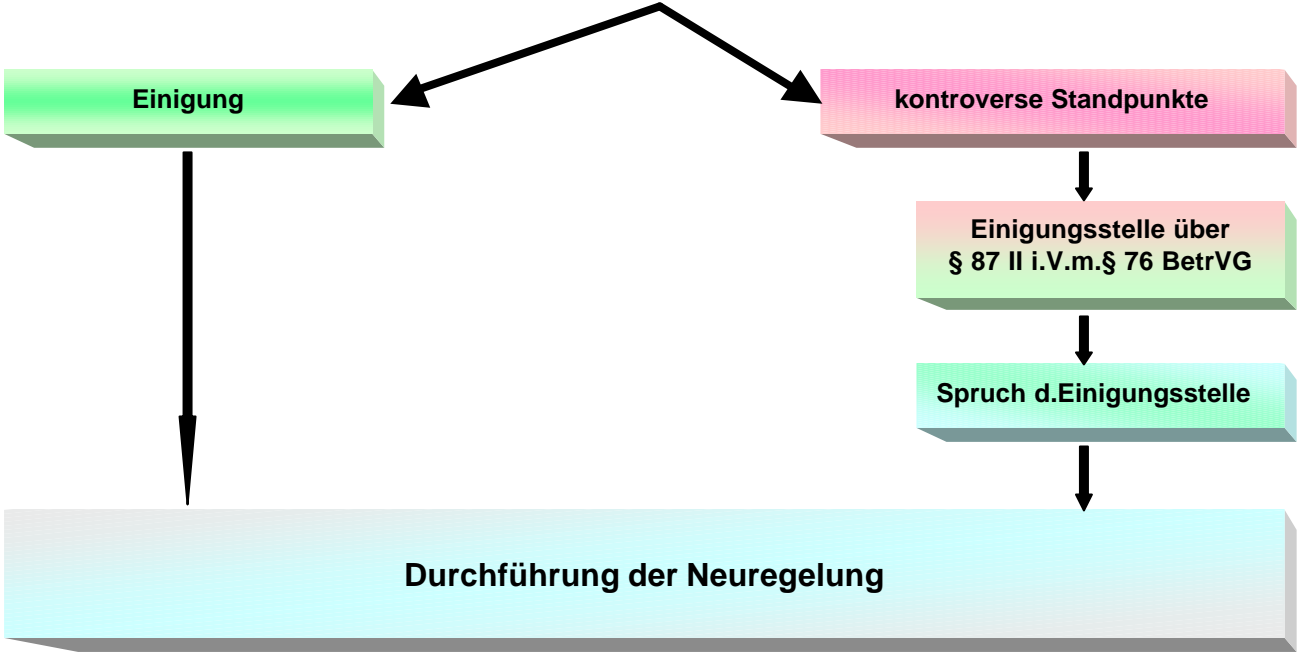 Einigung
kontroverse Standpunkte
Einigungsstelle über
§ 87 II i.V.m.§ 76 BetrVG
Spruch d.Einigungsstelle
Durchführung der Neuregelung